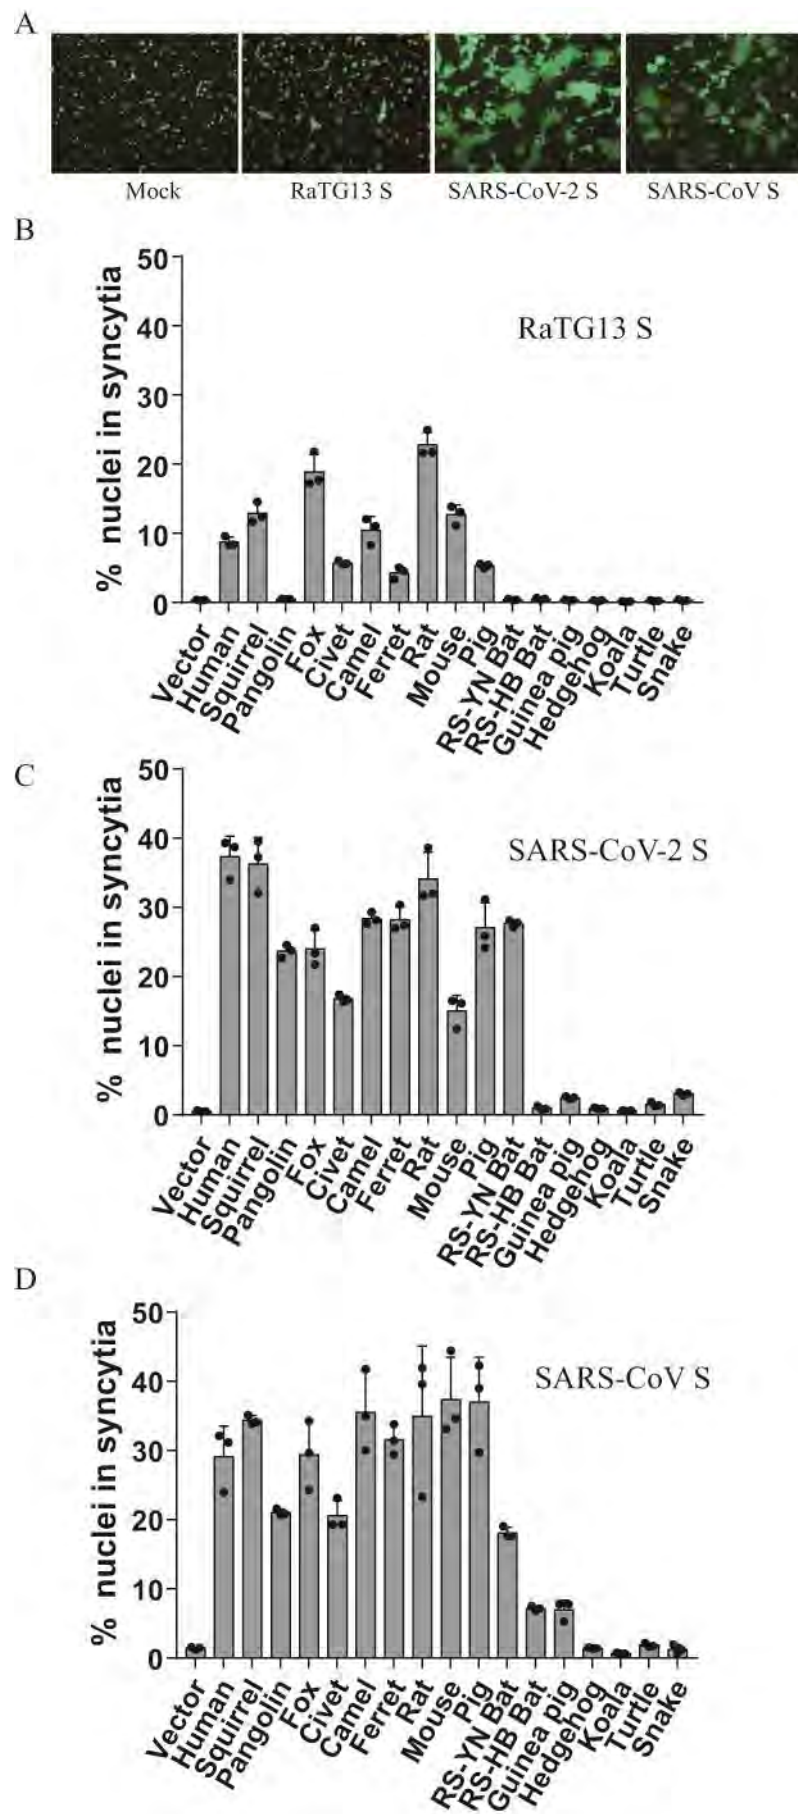 A
Mock RaTG13 S SARS-CoV-2 S SARS-CoV S
B
% nuclei in syncytia
50
40
30
20
10
0
RaTG13 S
Vector Human Squirrel Pangolin Fox Civet Camel Ferret Rat Mouse Pig RS-YN Bat RS-HB Bat Guinea pig Hedgehog Koala Turtle Snake
C
% nuclei in syncytia
50
40
30
20
10
0
SARS-CoV-2 S
Vector Human Squirrel Pangolin Fox Civet Camel Ferret Rat Mouse Pig RS-YN Bat RS-HB Bat Guinea pig Hedgehog Koala Turtle Snake
D
% nuclei in syncytia
50
40
30
20
10
0
SARS-CoV S
Vector Human Squirrel Pangolin Fox Civet Camel Ferret Rat Mouse Pig RS-YN Bat RS-HB Bat Guinea pig Hedgehog Koala Turtle Snake